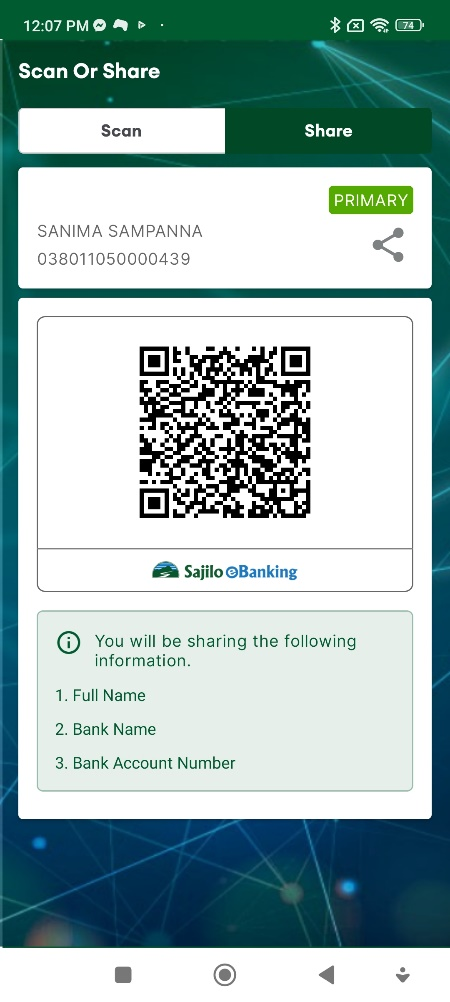 12:07 PM
74
Scan Or Share
Scan
Share
PRIMARY
SANIMA SAMPANNA
038011050000439
Sajilo eBanking
You will be sharing the following
information.
1. Full Name
2. Bank Name
3. Bank Account Number